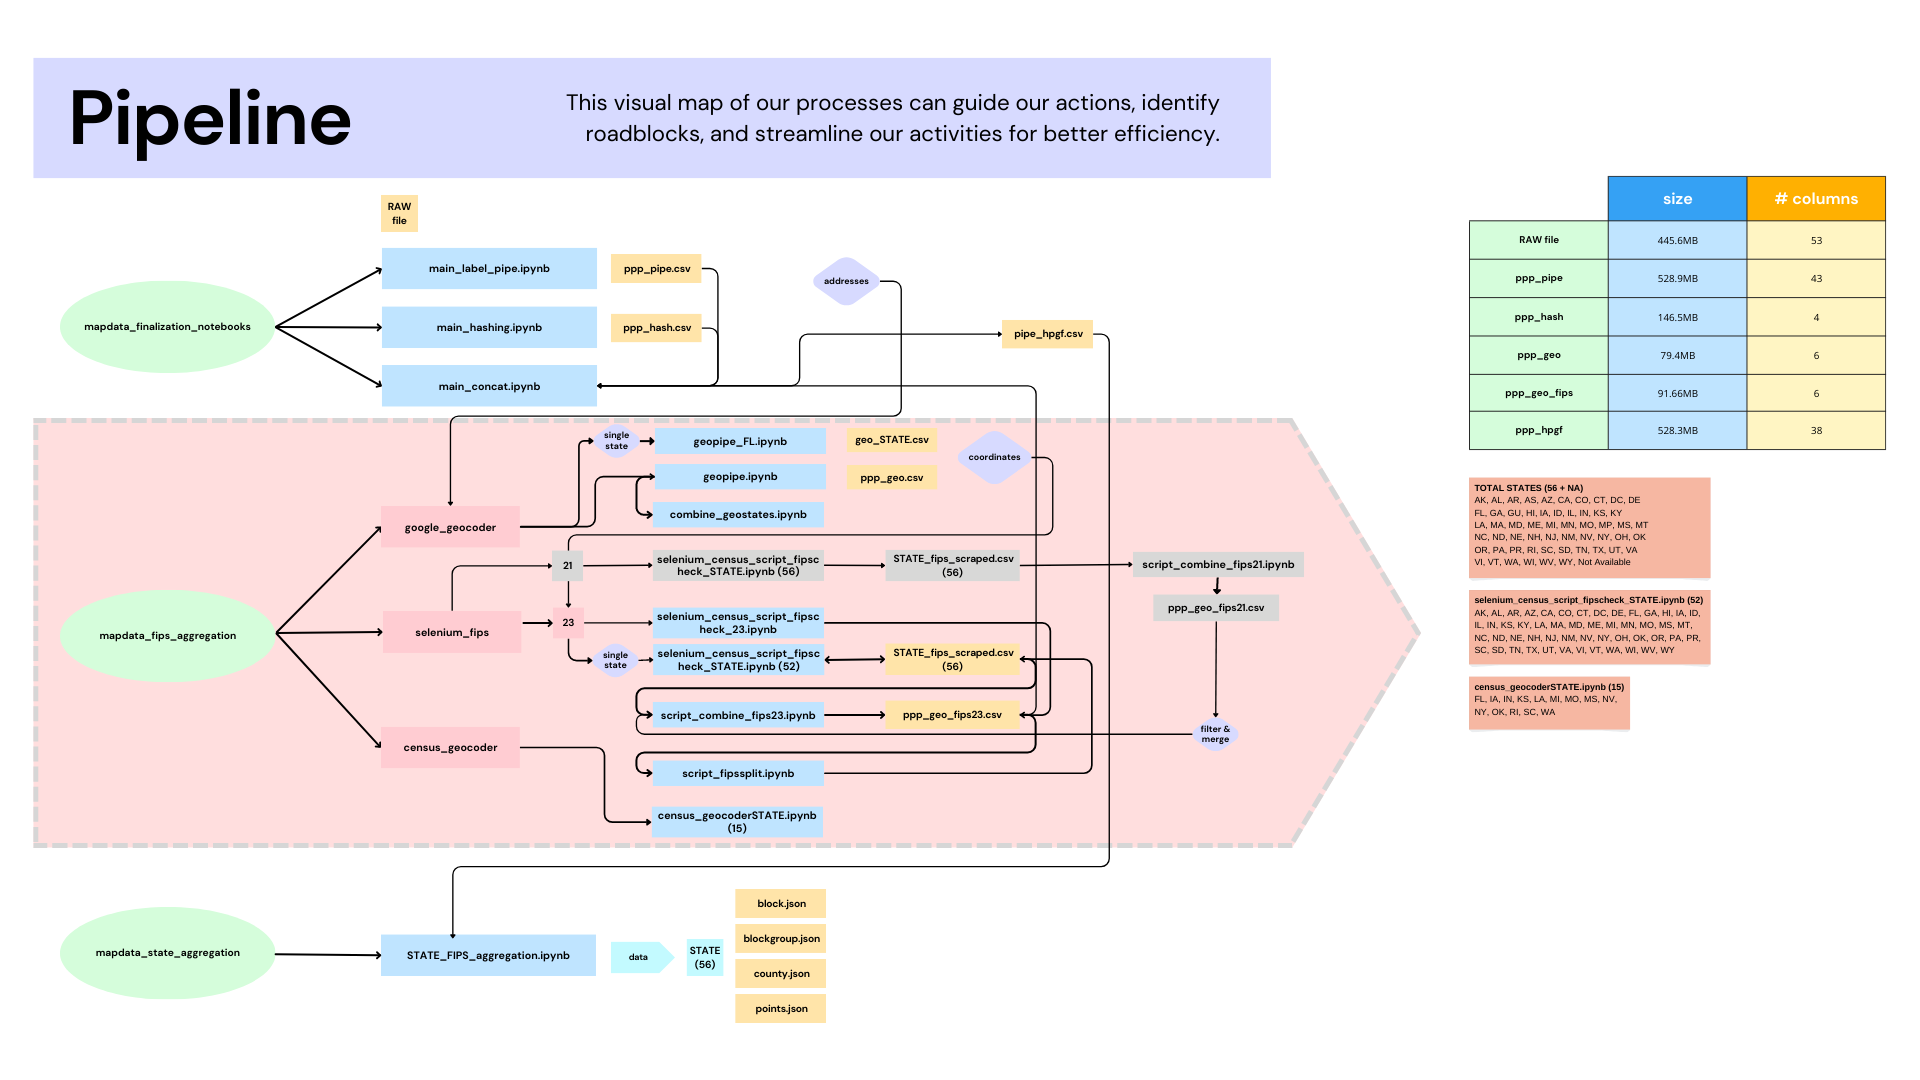 Pipeline
This visual map of our processes can guide our actions, identify
roadblocks, and streamline our activities for better efficiency.
RAW
file
mapdata_finalization_notebooks
main_label_pipe.ipynb
ppp_pipe.csv
main_hashing.ipynb
ppp_hash.csv
main_concat.ipynb
addresses
pipe_hpgf.csv
mapdata_fips_aggregation
google_geocoder
selenium_fips
census_geocoder
single
state
geopipe_FL.ipynb
geo_STATE.csv
coordinates
geopipe.ipynb
ppp_geo.csv
combine_geostates.ipynb
21
selenium_census_script_fipsc
heck_STATE.ipynb (56)
STATE_fips_scraped.csv
(56)
script_combine_fips21.ipynb
ppp_geo_fips21.csv
23
selenium_census_script_fipsc
heck_23.ipynb
single
state
selenium_census_script_fipsc
heck_STATE.ipynb (52)
STATE_fips_scraped.csv
(56)
script_combine_fips23.ipynb
ppp_geo_fips23.csv
filter &
merge
script_fipssplit.ipynb
census_geocoderSTATE.ipynb
(15)
mapdata_state_aggregation
STATE_FIPS_aggregation.ipynb
data
STATE
(56)
block.json
blockgroup.json
county.json
points.json
size # columns
RAW file 445.6MB 53
ppp_pipe 528.9MB 43
ppp_hash 146.5MB 4
ppp_geo 79.4MB 6
ppp_geo_fips 91.66MB 6
ppp_hpgf 528.3MB 38
TOTAL STATES (56 + NA)
AK, AL, AR, AS, AZ, CA, CO, CT, DC, DE
FL, GA, GU, HI, IA, ID, IL, IN, KS, KY
LA, MA, MD, ME, MI, MN, MO, MP, MS, MT
NC, ND, NE, NH, NJ, NM, NV, NY, OH, OK
OR, PA, PR, RI, SC, SD, TN, TX, UT, VA
VI, VT, WA, WI, WV, WY, Not Available
selenium_census_script_fipscheck_STATE.ipynb (52)
AK, AL, AR, AZ, CA, CO, CT, DC, DE, FL, GA, HI, IA, ID,
IL, IN, KS, KY, LA, MA, MD, ME, MI, MN, MO, MS, MT,
NC, ND, NE, NH, NJ, NM, NV, NY, OH, OK, OR, PA, PR,
SC, SD, TN, TX, UT, VA, VI, VT, WA, WI, WV, WY
census_geocoderSTATE.ipynb (15)
FL, IA, IN, KS, LA, MI, MO, MS, NV,
NY, OK, RI, SC, WA